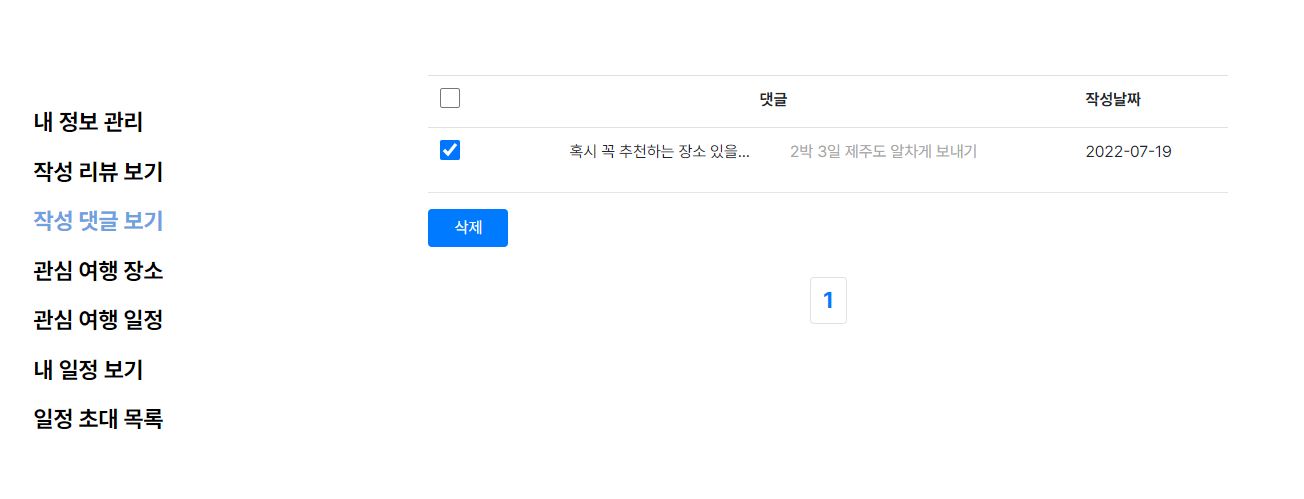 내 정보 관리
작성 리뷰 보기
작성 댓글 보기
관심 여행 장소
관심 여행 일정
내 일정 보기
일정 초대 목록
댓글 작성날짜
혹시 꼭 추천하는 장소 있을... 2박 3일 제주도 알차게 보내기 2022-07-19
삭제
1